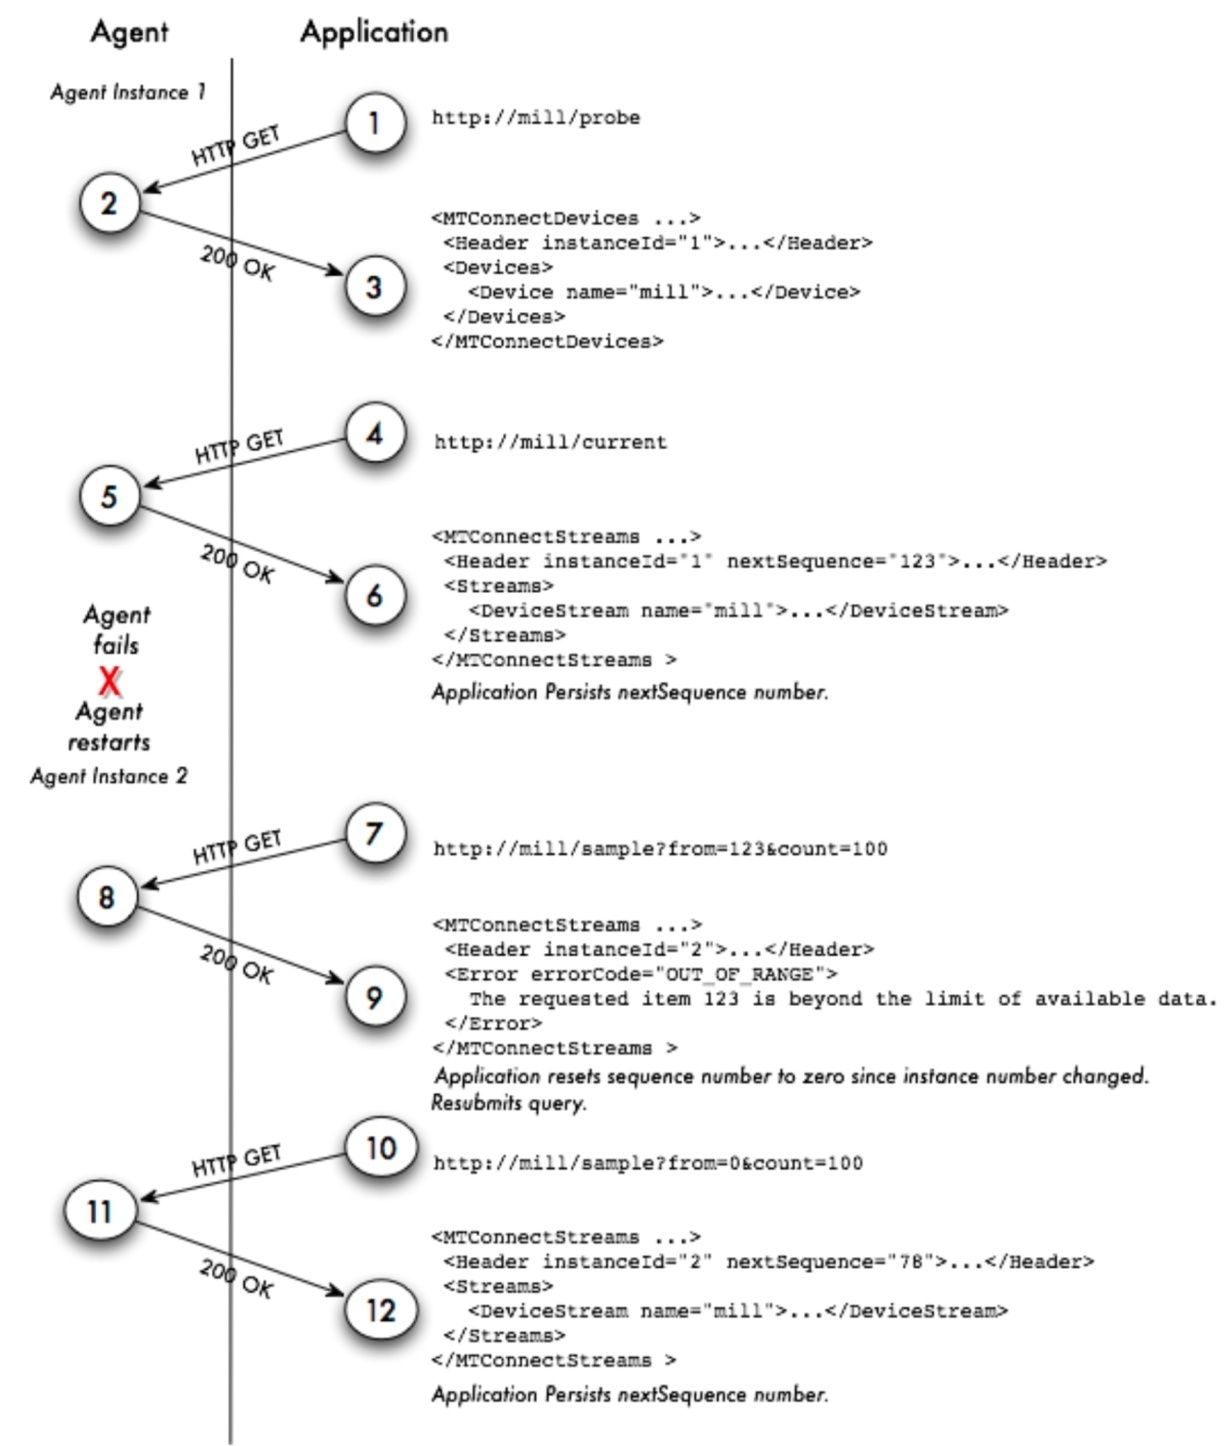 Agent Application
Agent Instance 1
1 http://mill/probe
HTTP GET
2
<MTConnectDevices ...>
200 OK
<Header instanceId="1">...</Header>
<Devices>
3
<Device name="mill">...</Device>
</Devices>
</MTConnectDevices>
4 http://mill/current
HTTP GET
5
<MTConnectStreams ...>
200 OK
<Header instanceId="1" nextSequence="123">...</Header>
<Streams>
6
<DeviceStream name="mill">...</DeviceStream>
</Streams>
</MTConnectStreams >
Application Persists nextSequence number.
Agent
fails
X
Agent
restarts
Agent Instance 2
7 http://mill/sample?from=123&count=100
HTTP GET
8
<MTConnectStreams ...>
200 OK
<Header instanceId="2">...</Header>
<Error errorCode="OUT_OF_RANGE">
9
The requested item 123 is beyond the limit of available data.
</Error>
</MTConnectStreams >
Application resets sequence number to zero since instance number changed.
Resubmits query.
10 http://mill/sample?from=0&count=100
HTTP GET
11
<MTConnectStreams ...>
200 OK
<Header instanceId="2" nextSequence="78">...</Header>
<Streams>
12
<DeviceStream name="mill">...</DeviceStream>
</Streams>
</MTConnectStreams >
Application Persists nextSequence number.